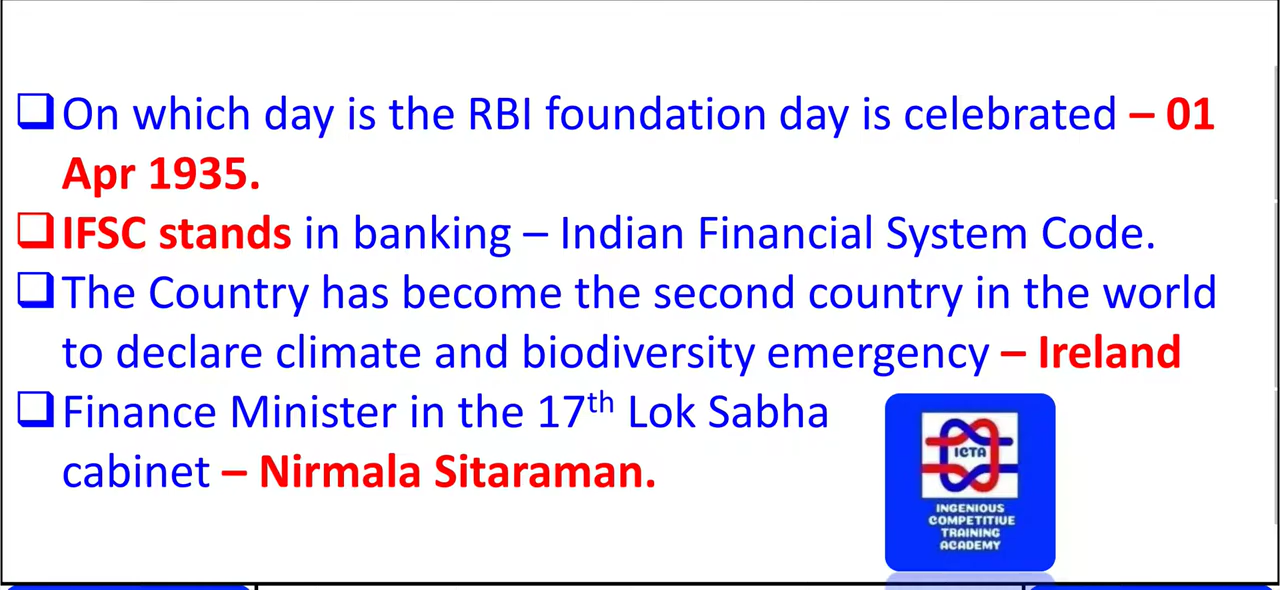 On which day is the RBI foundation day is celebrated – 01
Apr 1935.
IFSC stands in banking – Indian Financial System Code.
The Country has become the second country in the world
to declare climate and biodiversity emergency – Ireland
Finance Minister in the 17th Lok Sabha
cabinet – Nirmala Sitaraman.
ICTA
INGENIOUS
COMPETITIVE
TRAINING
ACADEMY